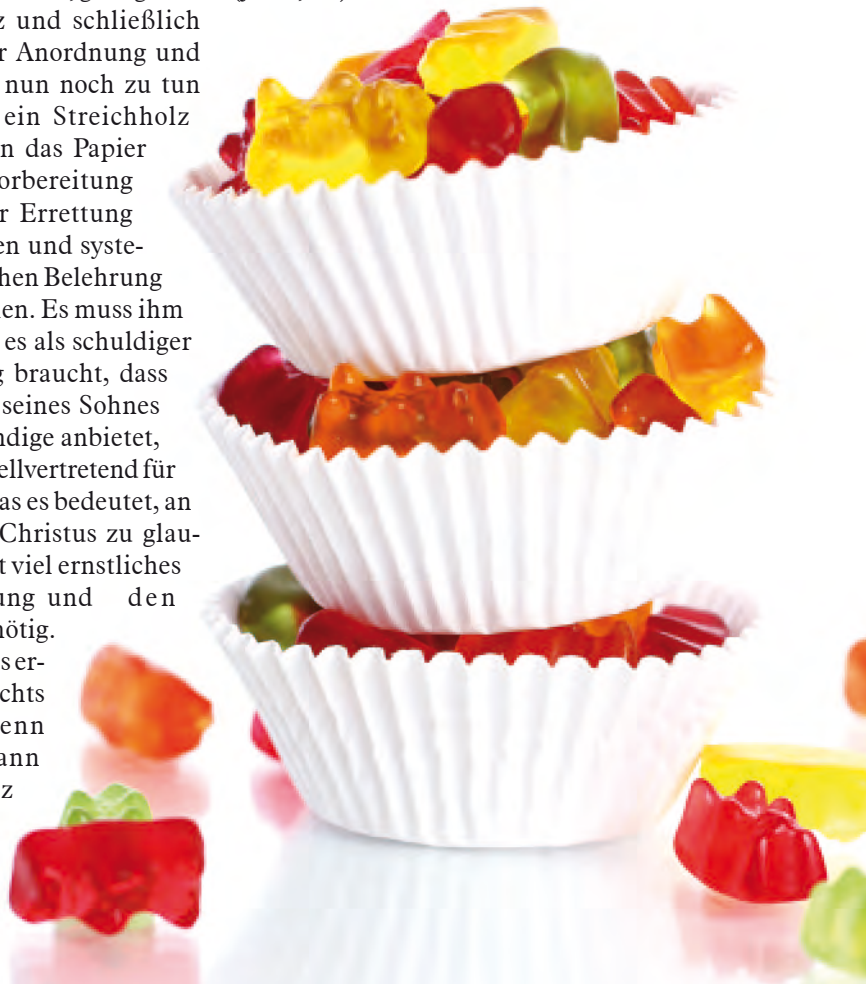 z und schließlich
r Anordnung und
nun noch zu tun
ein Streichholz
n das Papier
orbereitung
r Errettung
en und syste-
hen Belehrung
en. Es muss ihm
es als schuldiger
g braucht, dass
seines Sohnes
ndige anbietet,
ellvertretend für
as es bedeutet, an
Christus zu glau-
t viel ernstliches
ung und den
nötig.
s er-
chts
enn
ann
z